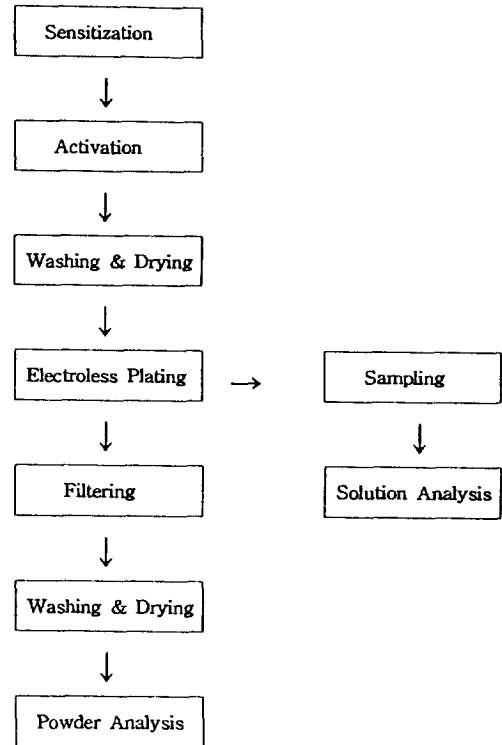 Sensitization
Activation
Washing & Drying
Electroless Plating
Sampling
Filtering
Solution Analysis
Washing & Drying
Powder Analysis